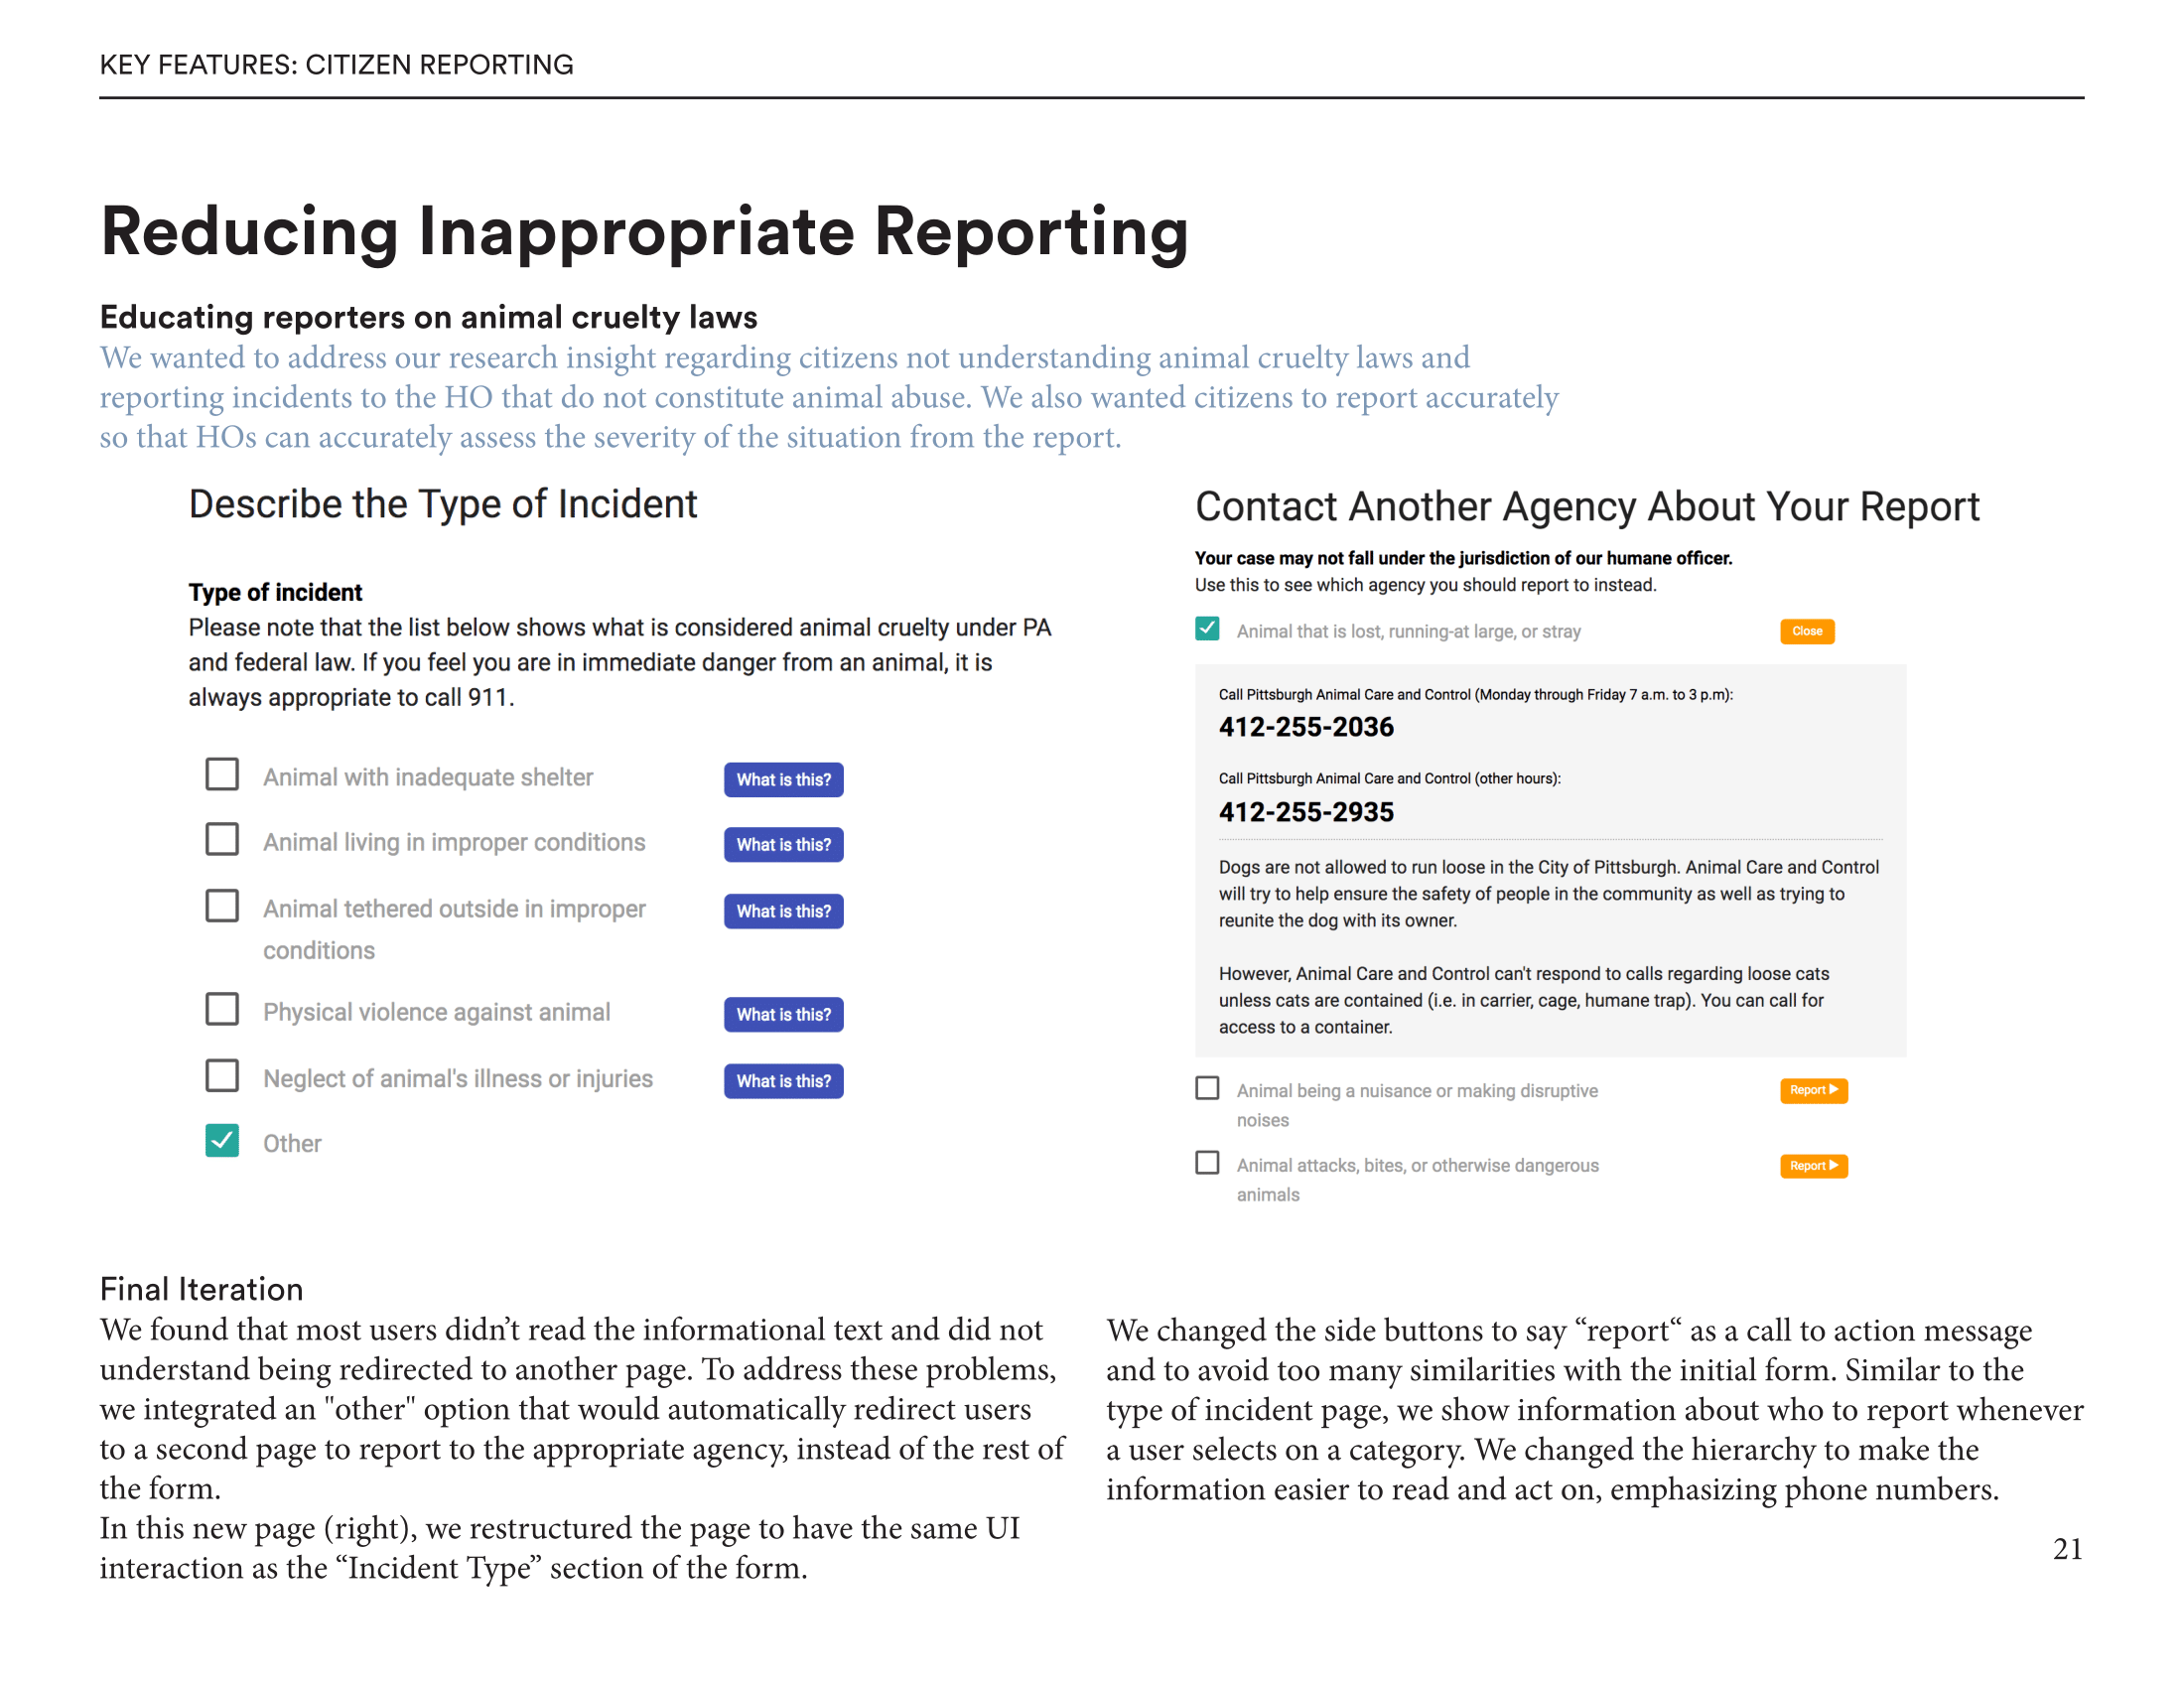 KEY FEATURES: CITIZEN REPORTING
Reducing Inappropriate Reporting
Educating reporters on animal cruelty laws
We wanted to address our research insight regarding citizens not understanding animal cruelty laws and
reporting incidents to the HO that do not constitute animal abuse. We also wanted citizens to report accurately
so that HOs can accurately assess the severity of the situation from the report.
Describe the Type of Incident
Type of incident
Please note that the list below shows what is considered animal cruelty under PA
and federal law. If you feel you are in immediate danger from an animal, it is
always appropriate to call 911.
Animal with inadequate shelter
What is this?
Animal living in improper conditions
What is this?
Animal tethered outside in improper
conditions
What is this?
Physical violence against animal
What is this?
Neglect of animal's illness or injuries
What is this?
Other
Contact Another Agency About Your Report
Your case may not fall under the jurisdiction of our humane officer.
Use this to see which agency you should report to instead.
Animal that is lost, running-at large, or stray
Close
Call Pittsburgh Animal Care and Control (Monday through Friday 7 a.m. to 3 p.m):
412-255-2036
Call Pittsburgh Animal Care and Control (other hours):
412-255-2935
Dogs are not allowed to run loose in the City of Pittsburgh. Animal Care and Control
will try to help ensure the safety of people in the community as well as trying to
reunite the dog with its owner.
However, Animal Care and Control can't respond to calls regarding loose cats
unless cats are contained (i.e. in carrier, cage, humane trap). You can call for
access to a container.
Animal being a nuisance or making disruptive
noises
Report ▶
Animal attacks, bites, or otherwise dangerous
animals
Report ▶
Final Iteration
We found that most users didn’t read the informational text and did not
understand being redirected to another page. To address these problems,
we integrated an "other" option that would automatically redirect users
to a second page to report to the appropriate agency, instead of the rest of
the form.
In this new page (right), we restructured the page to have the same UI
interaction as the “Incident Type” section of the form.
We changed the side buttons to say “report“ as a call to action message
and to avoid too many similarities with the initial form. Similar to the
type of incident page, we show information about who to report whenever
a user selects on a category. We changed the hierarchy to make the
information easier to read and act on, emphasizing phone numbers.
21